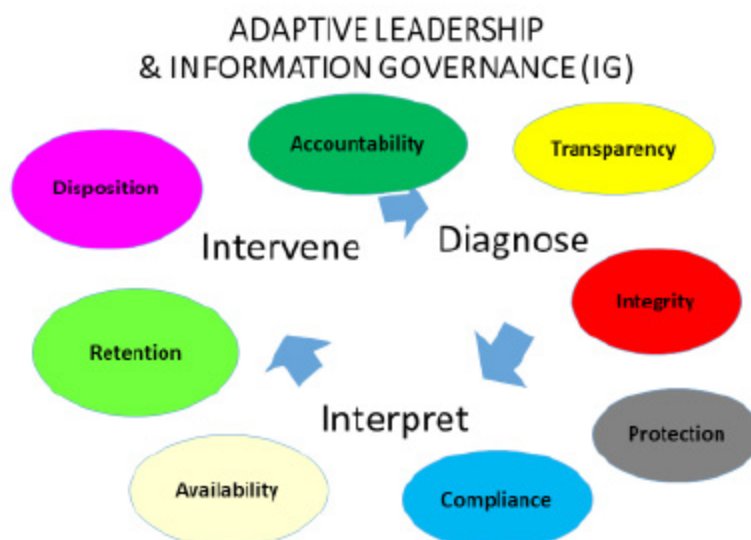 ADAPTIVE LEADERSHIP
& INFORMATION GOVERNANCE (IG)
Accountability
Transparency
Disposition
Intervene
Diagnose
Integrity
Retention
Interpret
Protection
Availability
Compliance